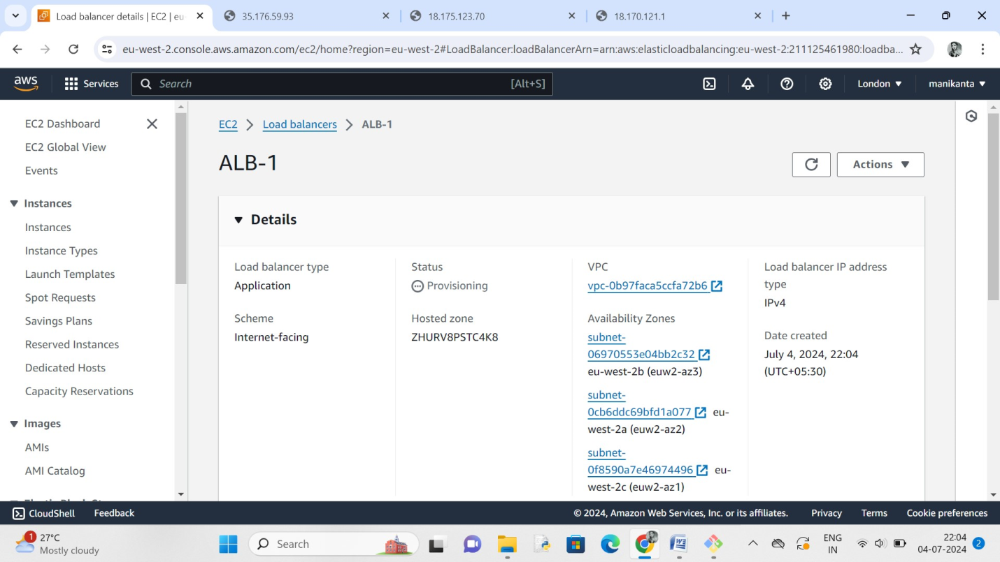 Load balancer details | EC2 | eu-
35.176.59.93
18.175.123.70
18.170.121.1
eu-west-2.console.aws.amazon.com/ec2/home?region=eu-west-2#LoadBalancer:loadBalancerArn=arn:aws:elasticloadbalancing:eu-west-2:211125461980:loadba...
aws
Services
Search
[Alt+S]
London
manikanta
EC2 Dashboard
EC2 Global View
Events
Instances
Instances
Instance Types
Launch Templates
Spot Requests
Savings Plans
Reserved Instances
Dedicated Hosts
Capacity Reservations
Images
AMIs
AMI Catalog
EC2 > Load balancers > ALB-1
ALB-1
Actions
Details
Load balancer type
Application
Scheme
Internet-facing
Status
Provisioning
Hosted zone
ZHURV8PSTC4K8
VPC
vpc-0b97faca5ccfa72b6
Availability Zones
subnet-
06970553e04bb2c32
eu-west-2b (euw2-az3)
subnet-
0cb6ddc69bfd1a077 eu-
west-2a (euw2-az2)
subnet-
0f8590a7e46974496 eu-
west-2c (euw2-az1)
Load balancer IP address
type
IPv4
Date created
July 4, 2024, 22:04
(UTC+05:30)
CloudShell
Feedback
© 2024, Amazon Web Services, Inc. or its affiliates.
Privacy
Terms
Cookie preferences
1
27°C
Mostly cloudy
Search
ENG
IN
22:04
04-07-2024
2